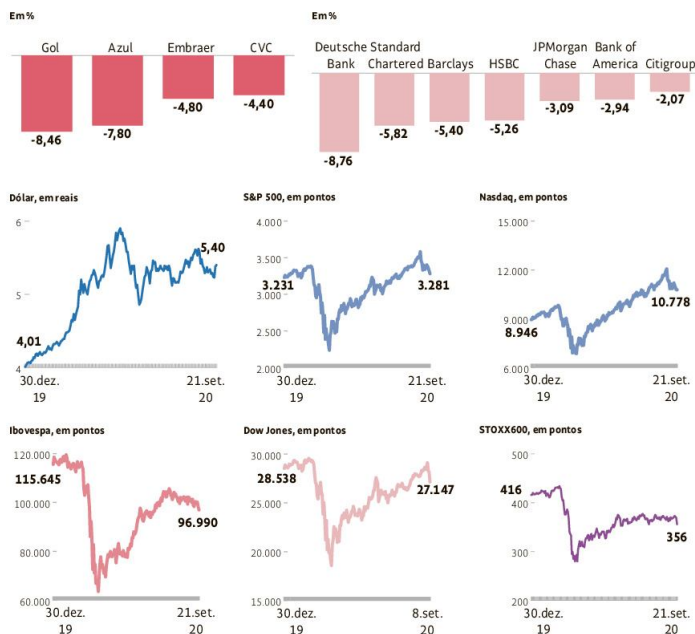 Em %
Gol Azul Embraer CVC
-8,46 -7,80 -4,80 -4,40
Em %
Deutsche Standard JPMorgan Bank of
Bank Chartered Barclays HSBC Chase America Citigroup
-8,76 -5,82 -5,40 -5,26 -3,09 -2,94 -2,07
Dólar, em reais
6
5,40
5
4,01
4
30.dez. 21.set.
19 20
S&P 500, em pontos
4.000
3.500
3.231 3.281
3.000
2.500
2.000
30.dez. 21.set.
19 20
Nasdaq, em pontos
15.000
12.000
10.778
9.000
8.946
6.000
30.dez. 21.set.
19 20
Ibovespa, em pontos
120.000
115.645
100.000
96.990
80.000
60.000
30.dez. 21.set.
19 20
Dow Jones, em pontos
30.000
28.538
27.147
25.000
20.000
15.000
30.dez. 8.set.
19 20
STOXX600, em pontos
500
416
400
356
300
200
30.dez. 21.set.
19 20